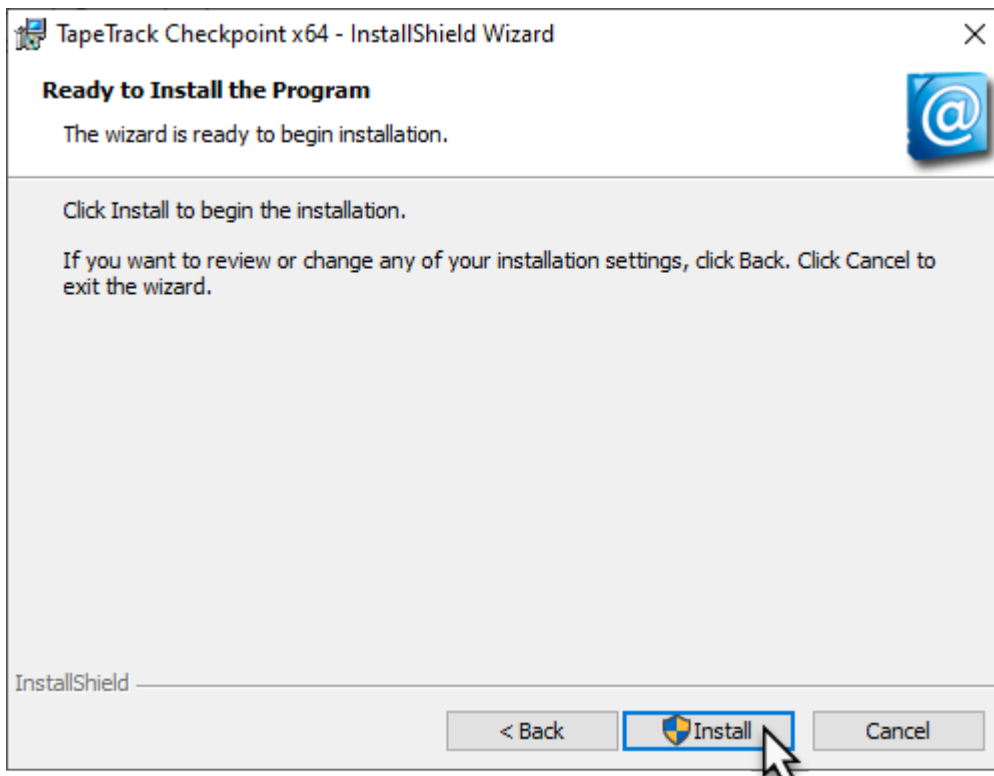 TapeTrack Checkpoint x64 - InstallShield Wizard
Ready to Install the Program
The wizard is ready to begin installation.
Click Install to begin the installation.
If you want to review or change any of your installation settings, click Back. Click Cancel to
exit the wizard.
InstallShield
< Back
Install
Cancel